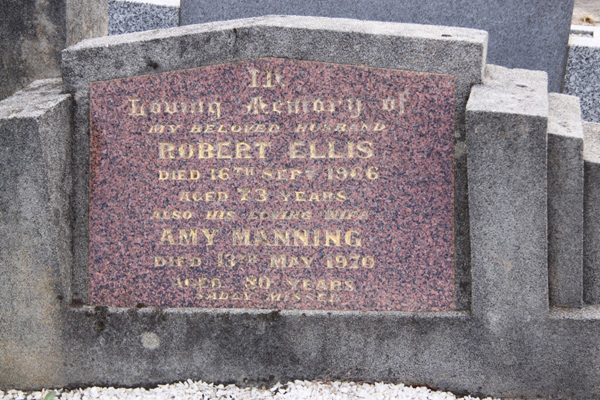 In
Loving Memory of
MY BELOVED HUSBAND
ROBERT ELLIS
DIED 16TH SEPT 1966
AGED 73 YEARS
ALSO HIS LOVING WIFE
AMY MANNING
DIED MAY 1970
AGED 80 YEARS
SADLY MISSED